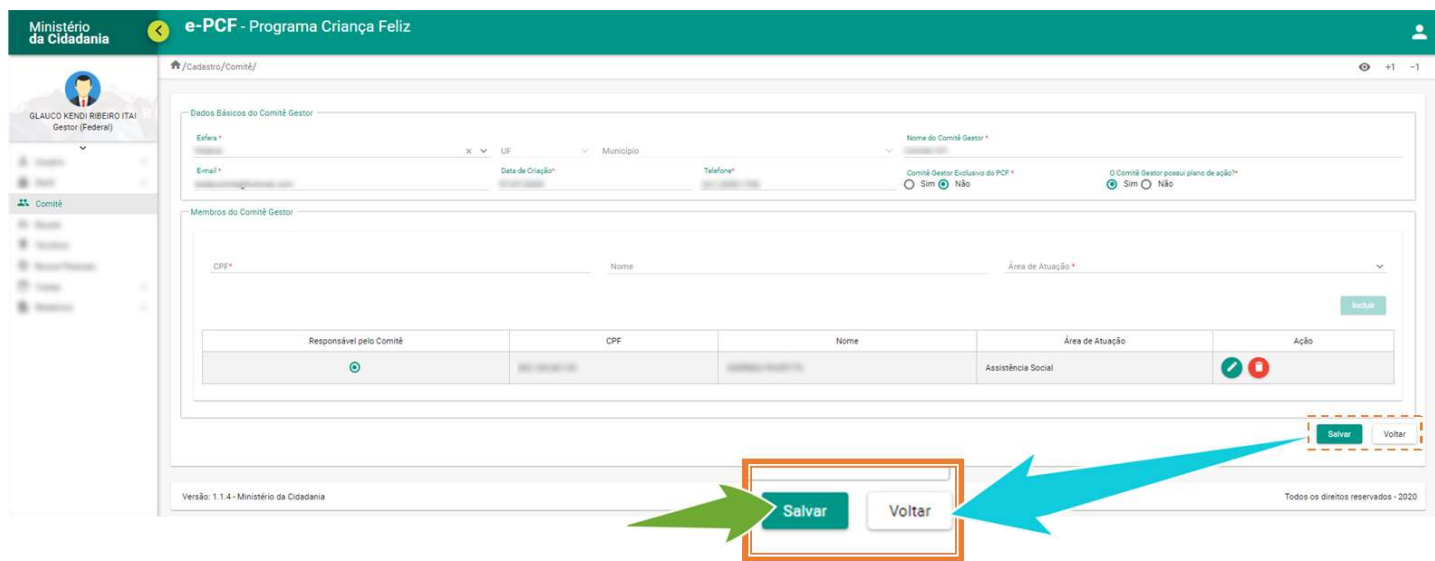 Ministério
da Cidadania
e-PCF - Programa Criança Feliz
/Cadastro/Comitê/
+1 -1
GLAUCO KENDI RIBEIRO ITAI
Gestor (Federal)
Comitê
Dados Básicos do Comitê Gestor
Esfera *
UF
Município
Nome do Comitê Gestor *
E-mail *
Data de Criação*
Telefone*
Comitê Gestor Exclusivo do PCF *
Sim Não
O Comitê Gestor possui plano de ação?*
Sim Não
Membros do Comitê Gestor
CPF*
Nome
Área de Atuação *
Incluir
Responsável pelo Comitê CPF Nome Área de Atuação Ação
Assistência Social
Salvar Voltar
Salvar Voltar
Versão: 1.1.4 - Ministério da Cidadania
Todos os direitos reservados - 2020